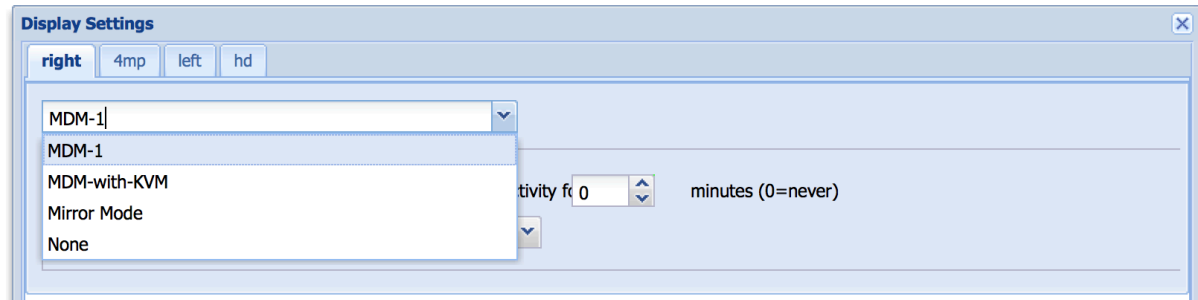 Display Settings
right 4mp left hd
MDM-1
MDM-1
MDM-with-KVM
tivity fo 0 minutes (0=never)
Mirror Mode
None